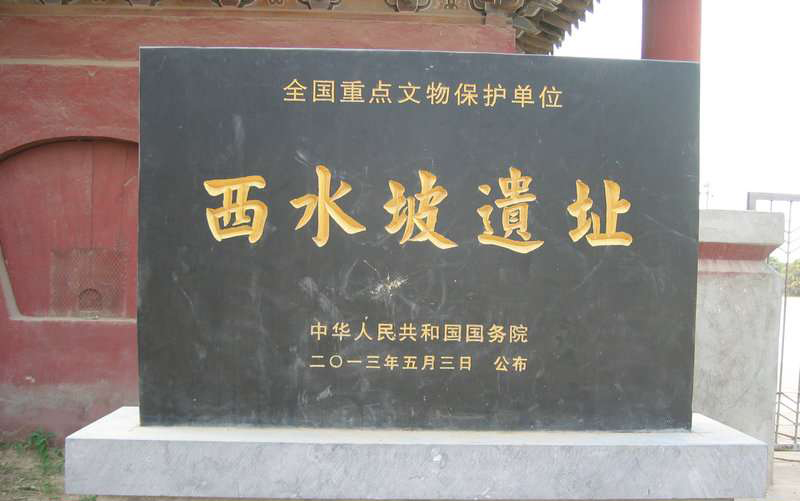 全国重点文物保护单位
西水坡遺址
中华人民共和国国务院
二〇一三年五月三日 公布